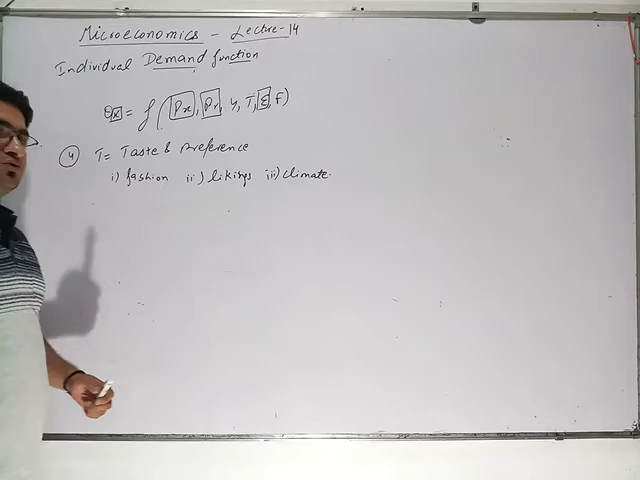 Microeconomics - Lecture-14
Individual Demand function
Qx = f(Px, Pr, Y, T, E, F)
4 T = Taste & Preference
i) fashion ii) likings iii) climate